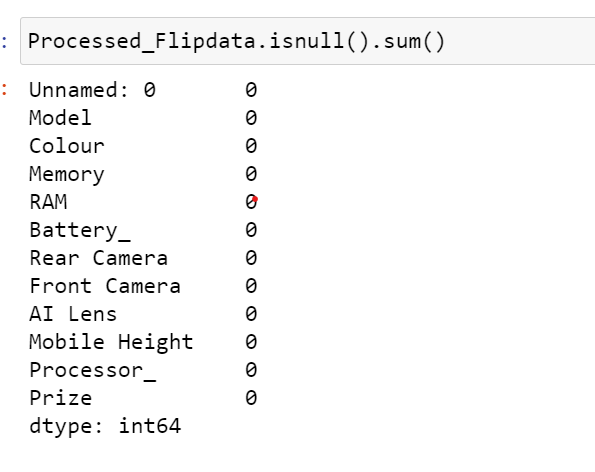 : Processed_Flipdata.isnull().sum()
: Unnamed: 0 0
Model 0
Colour 0
Memory 0
RAM 0
Battery_ 0
Rear Camera 0
Front Camera 0
AI Lens 0
Mobile Height 0
Processor_ 0
Prize 0
dtype: int64